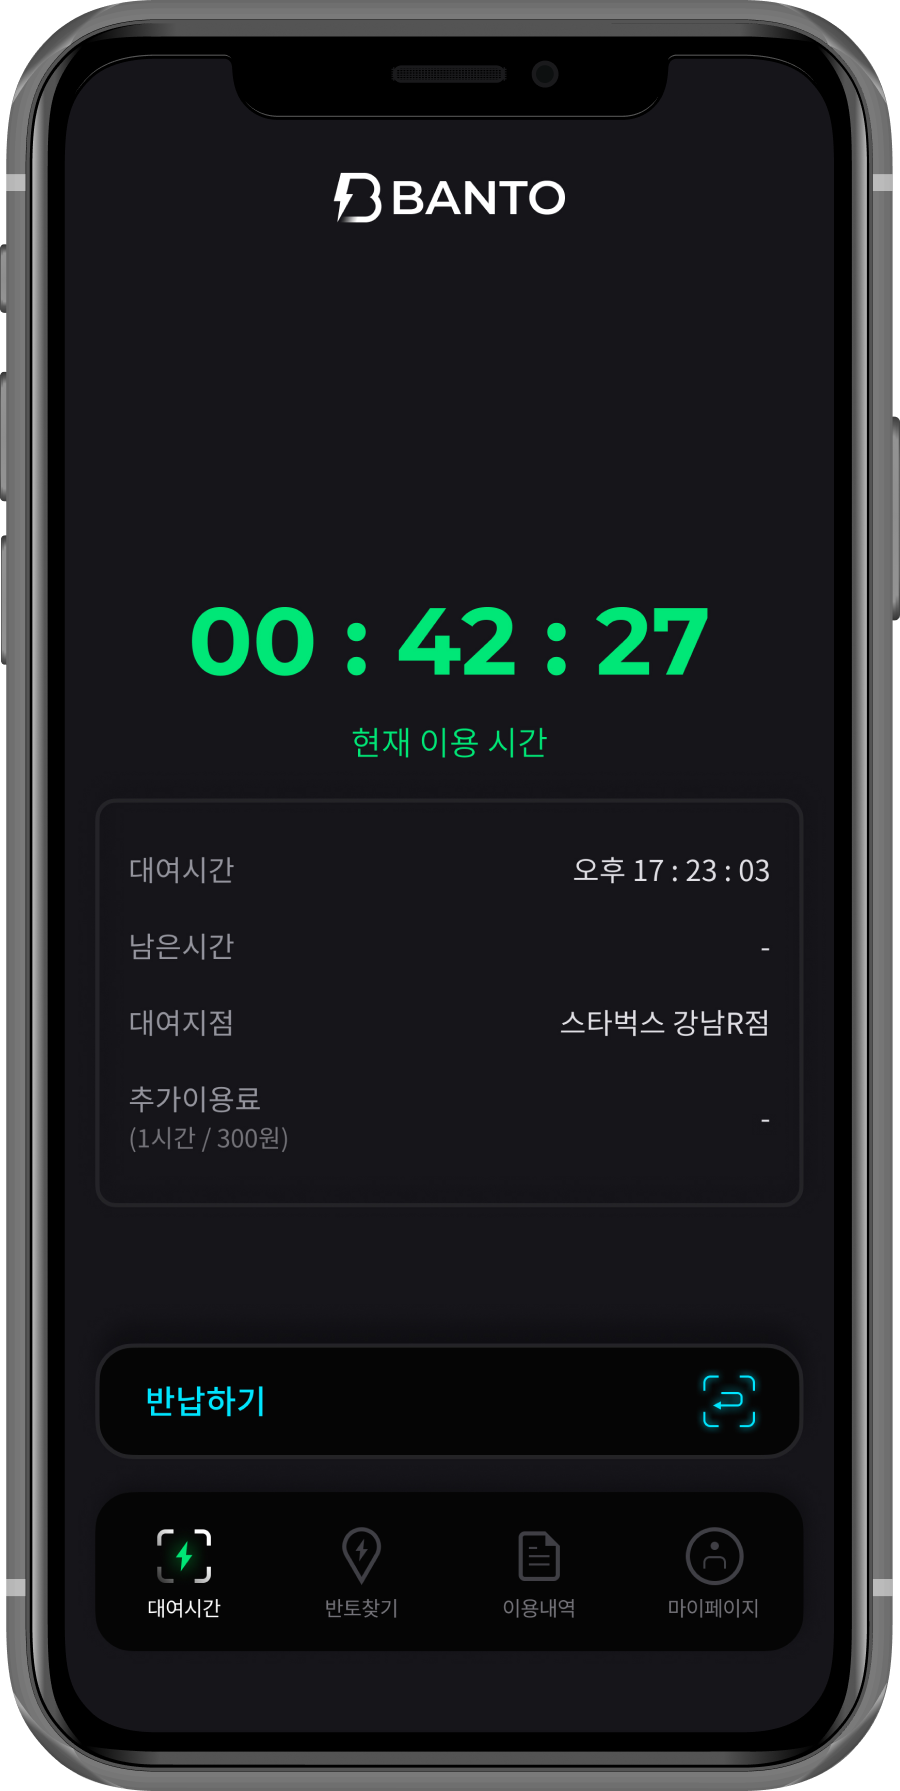 BANTO
00 : 42 : 27
현재 이용 시간
대여시간 오후 17 : 23 : 03
남은시간 -
대여지점 스타벅스 강남R점
추가이용료 -
(1시간 / 300원)
반납하기
대여시간 반토찾기 이용내역 마이페이지